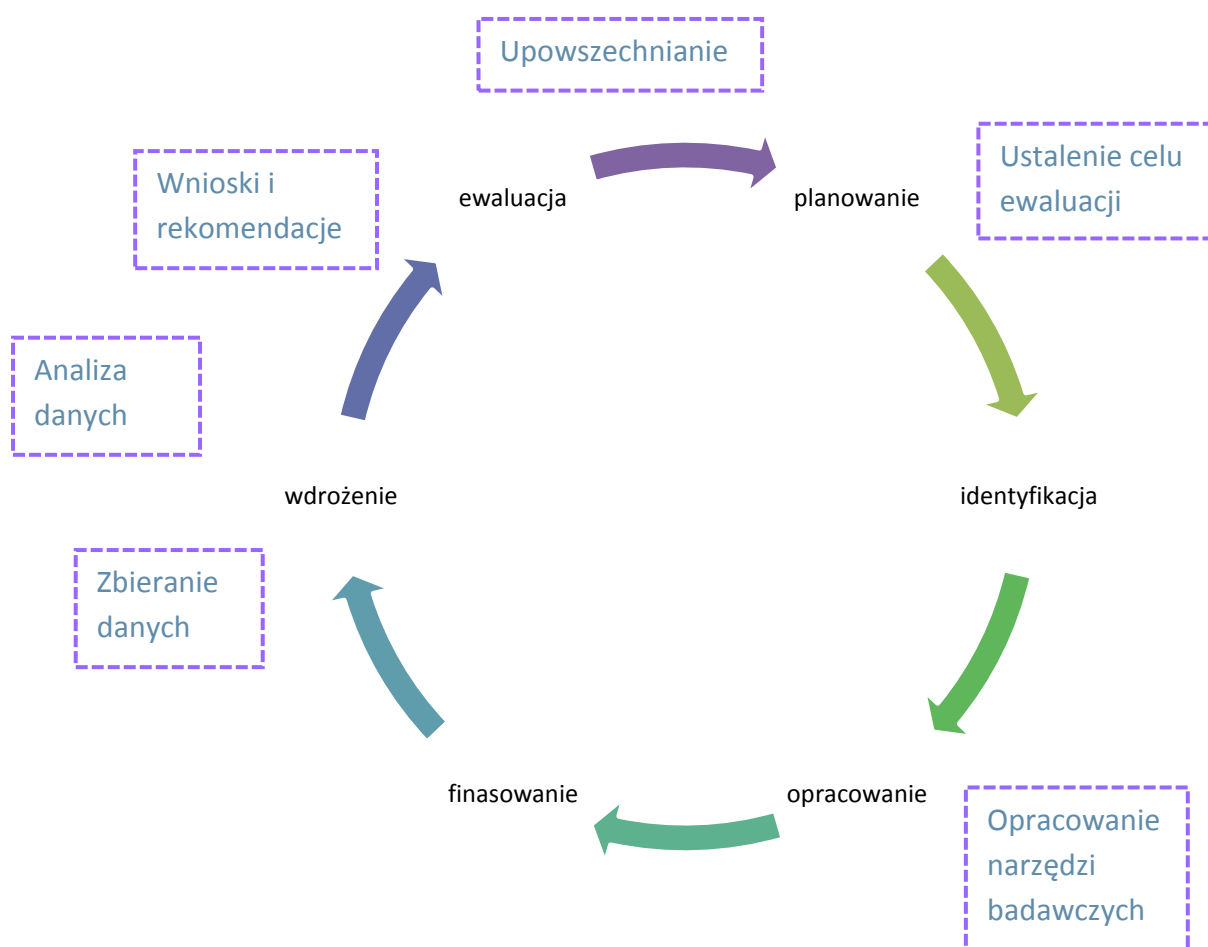 Upowszechnianie
Ustalenie celu
ewaluacji
Wnioski i
rekomendacje
ewaluacja
planowanie
Analiza
danych
wdrożenie
identyfikacja
Zbieranie
danych
finasowanie
opracowanie
Opracowanie
narzędzi
badawczych